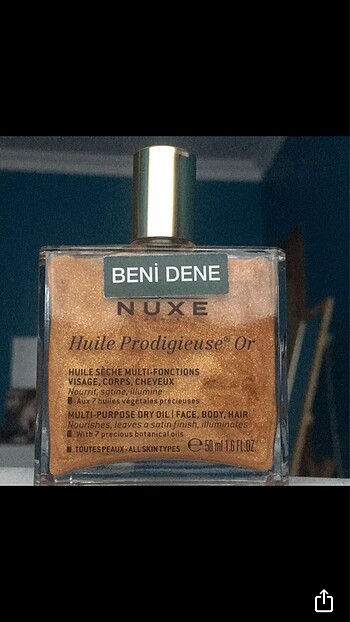 BENİ DENE
NUXE
Huile Prodigieuse® Or
HUILE SÈCHE MULTI-FONCTIONS
VISAGE, CORPS, CHEVEUX
Nourrit, satine, illumine
Aux 7 huiles végétales précieuses
MULTI-PURPOSE DRY OIL | FACE, BODY, HAIR
Nourishes, leaves a satin finish, illuminates
With 7 precious botanical oils
TOUTES PEAUX - ALL SKIN TYPES ℮ 50 ml 1.6 FL.OZ.